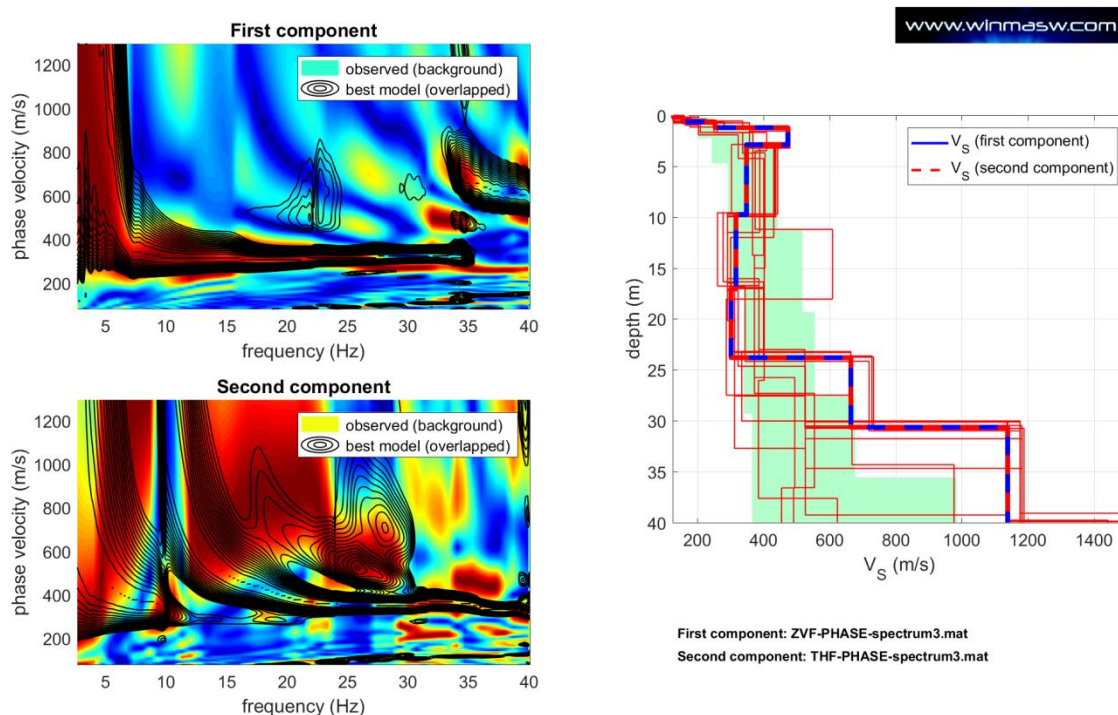 www.winmasw.com
First component
observed (background)
best model (overlapped)
phase velocity (m/s)
1200
1000
800
600
400
200
5 10 15 20 25 30 35 40
frequency (Hz)
Second component
observed (background)
best model (overlapped)
phase velocity (m/s)
1200
1000
800
600
400
200
5 10 15 20 25 30 35 40
frequency (Hz)
V_S (first component)
V_S (second component)
depth (m)
0
5
10
15
20
25
30
35
40
200 400 600 800 1000 1200 1400
V_S (m/s)
First component: ZVF-PHASE-spectrum3.mat
Second component: THF-PHASE-spectrum3.mat